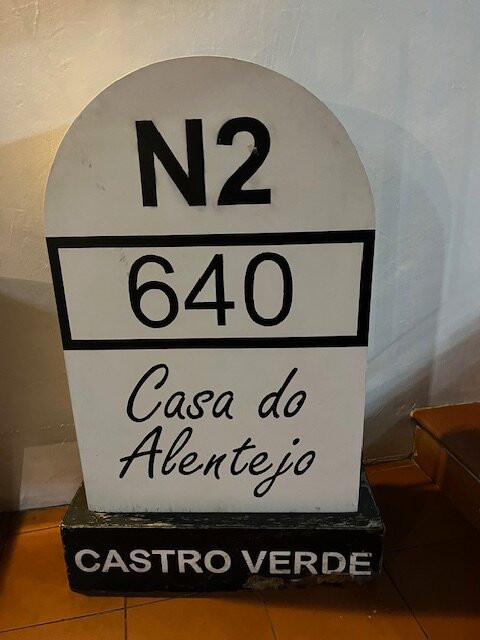 N2
640
Casa do
Alentejo
CASTRO VERDE